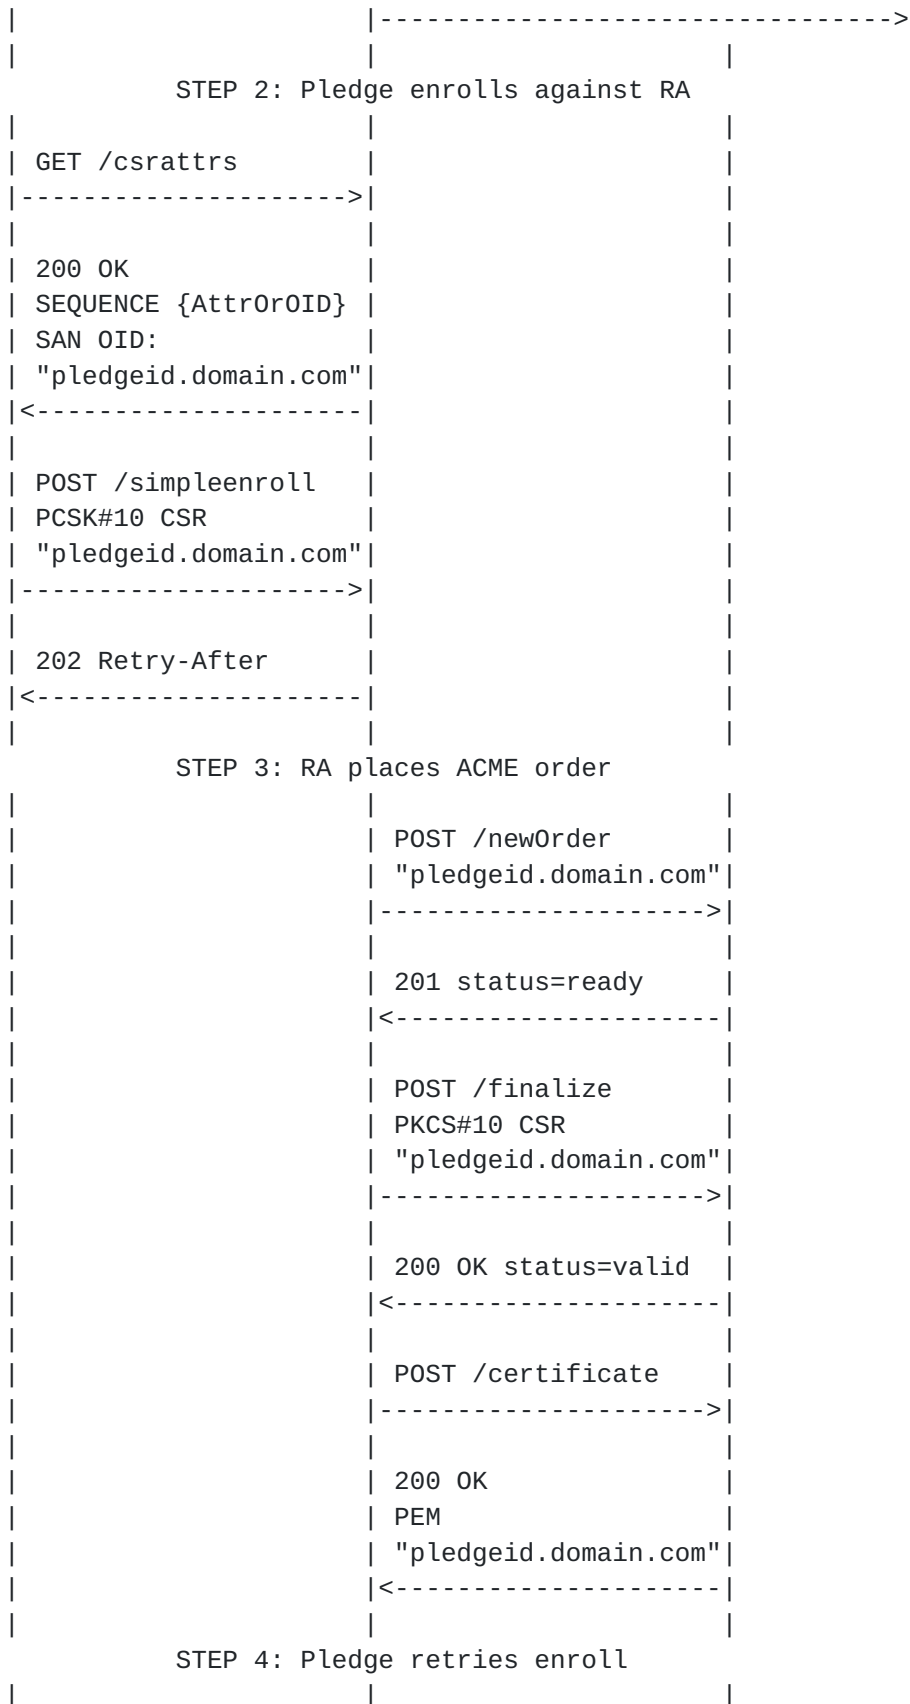 |                      |--------------------------------->
|                      |                      |
STEP 2: Pledge enrolls against RA
|                      |                      |
| GET /csrattrs        |                      |
|--------------------->|                      |
|                      |                      |
| 200 OK               |                      |
| SEQUENCE {AttrOrOID} |                      |
| SAN OID:             |                      |
| "pledgeid.domain.com"|                      |
|<---------------------|                      |
|                      |                      |
| POST /simpleenroll   |                      |
| PCSK#10 CSR          |                      |
| "pledgeid.domain.com"|                      |
|--------------------->|                      |
|                      |                      |
| 202 Retry-After      |                      |
|<---------------------|                      |
|                      |                      |
STEP 3: RA places ACME order
|                      |                      |
|                      | POST /newOrder       |
|                      | "pledgeid.domain.com"|
|                      |--------------------->|
|                      |                      |
|                      | 201 status=ready     |
|                      |<---------------------|
|                      |                      |
|                      | POST /finalize       |
|                      | PKCS#10 CSR          |
|                      | "pledgeid.domain.com"|
|                      |--------------------->|
|                      |                      |
|                      | 200 OK status=valid  |
|                      |<---------------------|
|                      |                      |
|                      | POST /certificate    |
|                      |--------------------->|
|                      |                      |
|                      | 200 OK               |
|                      | PEM                  |
|                      | "pledgeid.domain.com"|
|                      |<---------------------|
|                      |                      |
STEP 4: Pledge retries enroll
|                      |                      |